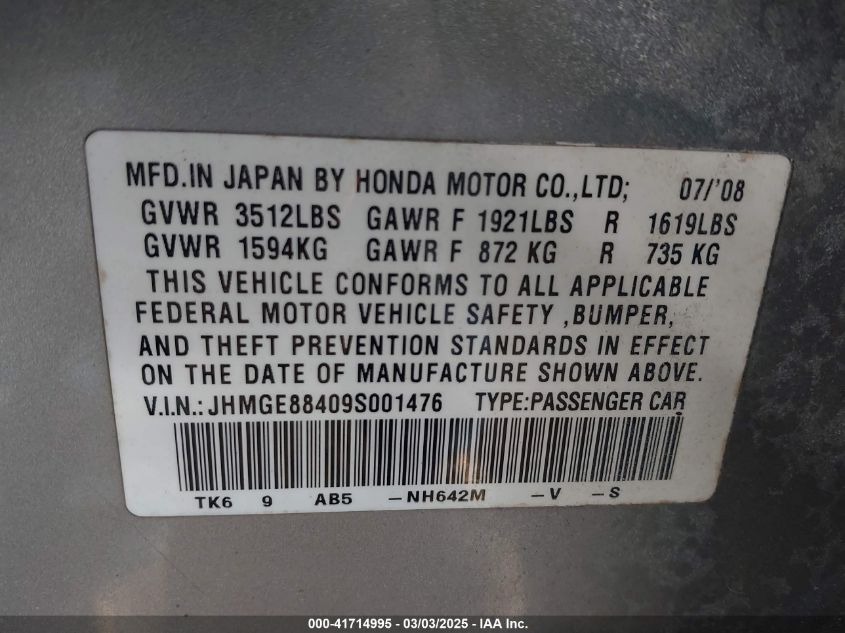 MFD.IN JAPAN BY HONDA MOTOR CO.,LTD; 07/'08
GVWR 3512LBS GAWR F 1921LBS R 1619LBS
GVWR 1594KG GAWR F 872 KG R 735 KG
THIS VEHICLE CONFORMS TO ALL APPLICABLE
FEDERAL MOTOR VEHICLE SAFETY ,BUMPER,
AND THEFT PREVENTION STANDARDS IN EFFECT
ON THE DATE OF MANUFACTURE SHOWN ABOVE.
V.I.N.: JHMGE88409S001476 TYPE:PASSENGER CAR
TK6 9 AB5 -NH642M -V -S
000-41714995 - 03/03/2025 - IAAI Inc.